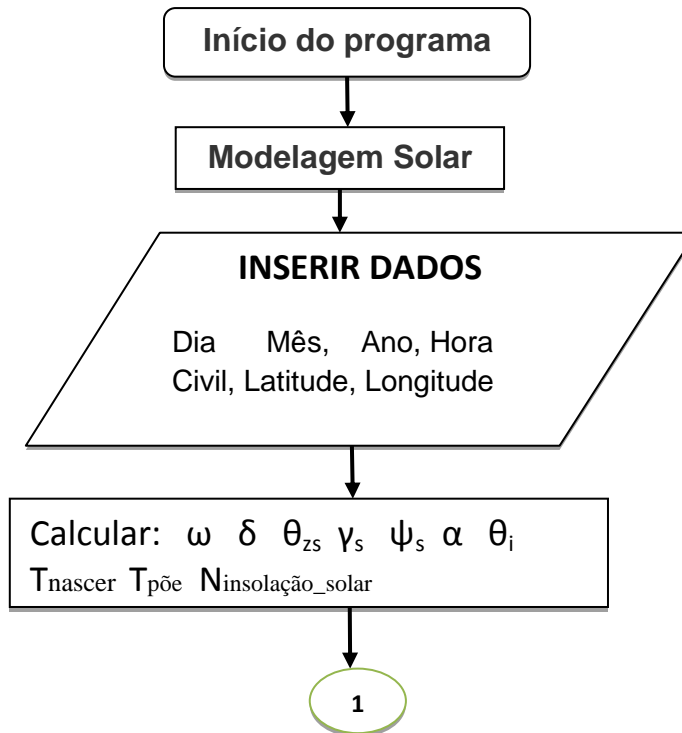 Início do programa
Modelagem Solar
INSERIR DADOS
Dia Mês, Ano, Hora
Civil, Latitude, Longitude
Calcular: ω δ θzs γs ψs α θi
Tnascer Tpõe Ninsolação_solar
1